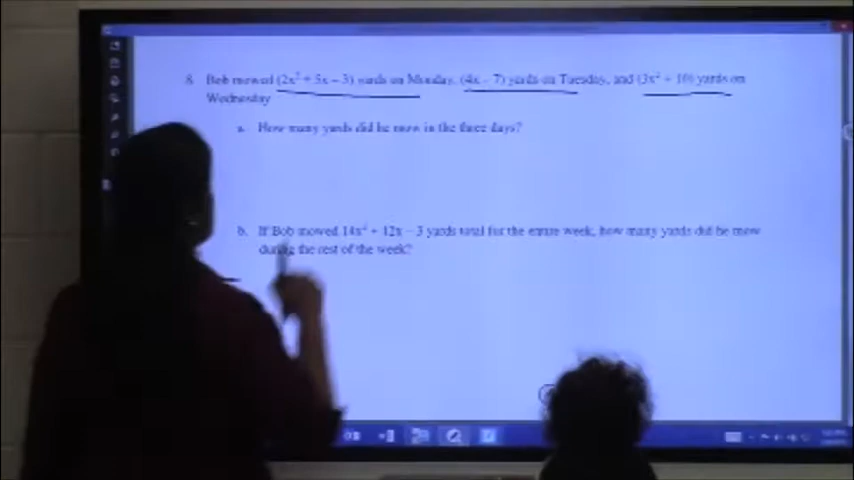 8. Bob mowed (2x² + 5x − 3) yards on Monday, (4x − 7) yards on Tuesday, and (3x² + 10) yards on
Wednesday
a. How many yards did he mow in the three days?
b. If Bob mowed 14x² + 12x − 3 yards total for the entire week, how many yards did he mow
during the rest of the week?